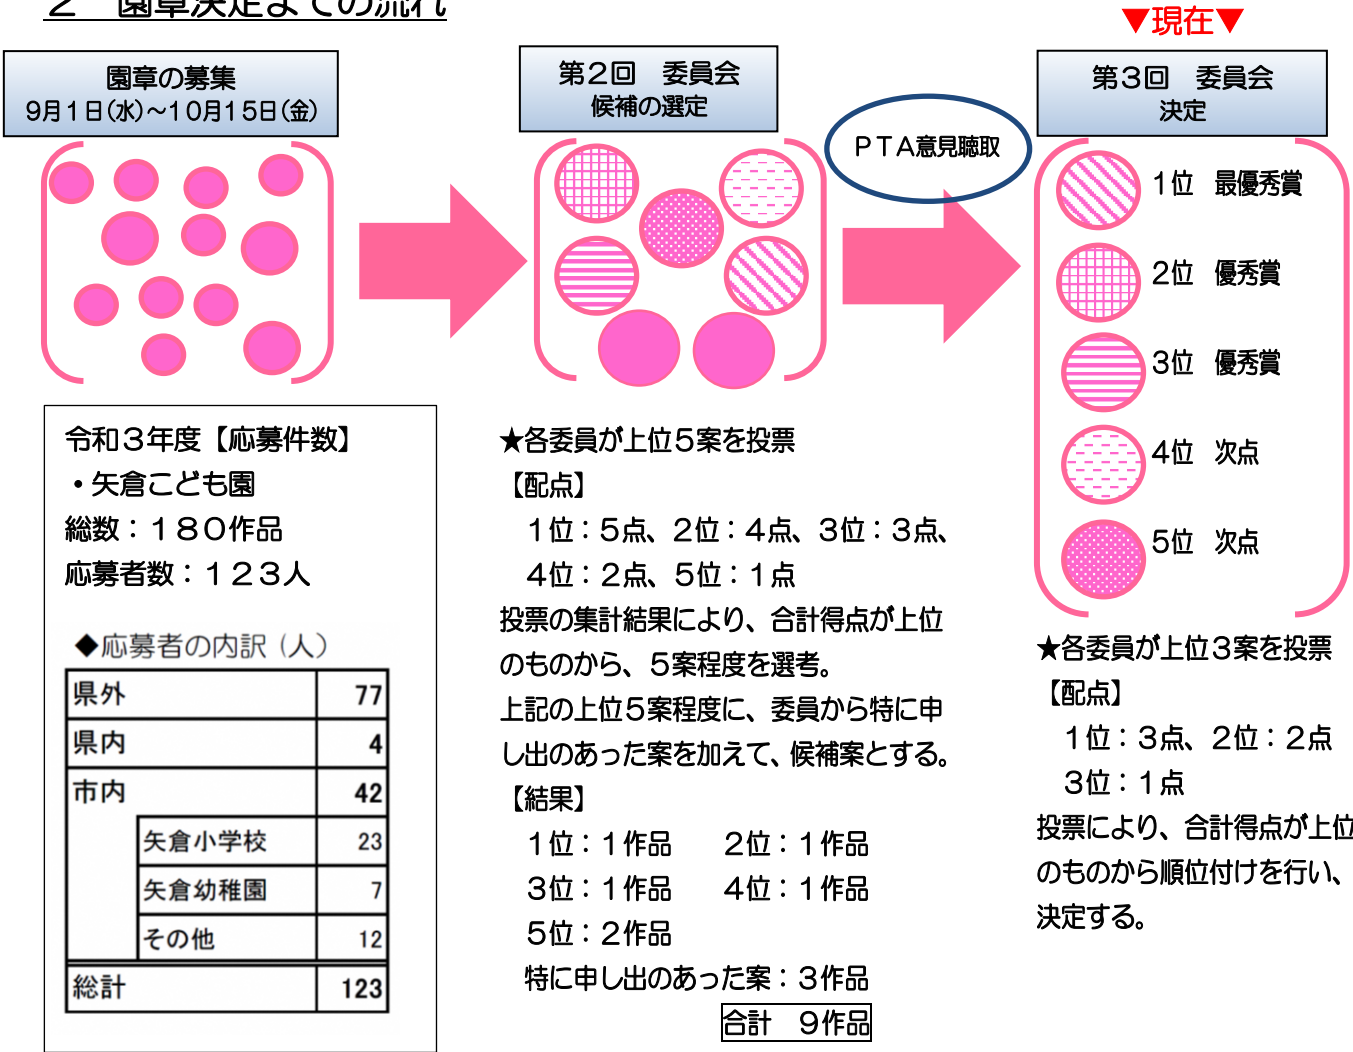 ２　園章決定までの流れ
▼現在▼
園章の募集
９月１日(水)～１０月１５日(金)
第２回　委員会
候補の選定
ＰＴＡ意見聴取
第３回　委員会
決定
１位　最優秀賞
２位　優秀賞
３位　優秀賞
４位　次点
５位　次点
令和３年度【応募件数】
・矢倉こども園
総数：１８０作品
応募者数：１２３人
◆応募者の内訳（人）
県外　77
県内　4
市内　42
矢倉小学校　23
矢倉幼稚園　7
その他　12
総計　123
★各委員が上位５案を投票
【配点】
１位：５点、２位：４点、３位：３点、
４位：２点、５位：１点
投票の集計結果により、合計得点が上位
のものから、５案程度を選考。
上記の上位５案程度に、委員から特に申
し出のあった案を加えて、候補案とする。
【結果】
１位：１作品　２位：１作品
３位：１作品　４位：１作品
５位：２作品
特に申し出のあった案：３作品
合計　９作品
★各委員が上位３案を投票
【配点】
１位：３点、２位：２点
３位：１点
投票により、合計得点が上位
のものから順位付けを行い、
決定する。